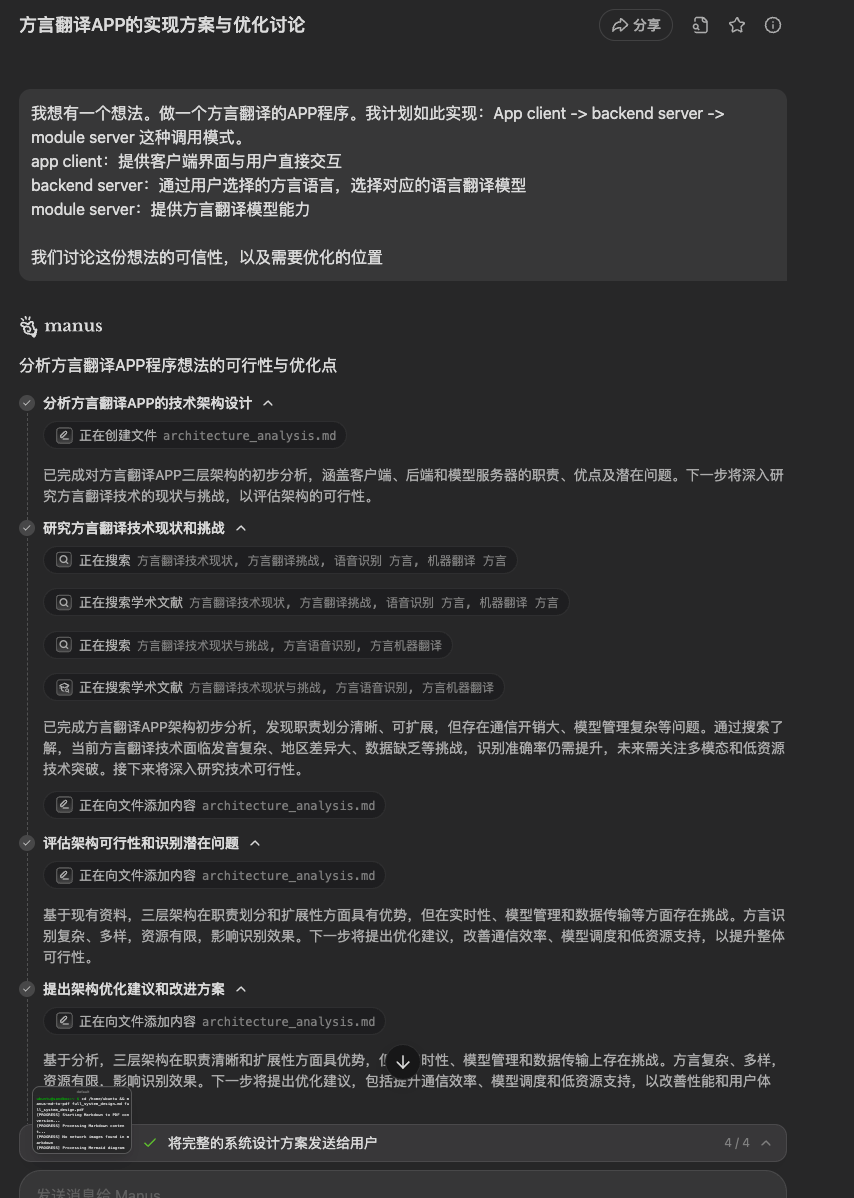 方言翻译APP的实现方案与优化讨论
分享
我想有一个想法。做一个方言翻译的APP程序。我计划如此实现：App client -> backend server ->
module server 这种调用模式。
app client：提供客户端界面与用户直接交互
backend server：通过用户选择的方言语言，选择对应的语言翻译模型
module server：提供方言翻译模型能力
我们讨论这份想法的可信性，以及需要优化的位置
manus
分析方言翻译APP程序想法的可行性与优化点
分析方言翻译APP的技术架构设计
正在创建文件 architecture_analysis.md
已完成对方言翻译APP三层架构的初步分析，涵盖客户端、后端和模型服务器的职责、优点及潜在问题。下一步将深入研
究方言翻译技术的现状与挑战，以评估架构的可行性。
研究方言翻译技术现状和挑战
正在搜索 方言翻译技术现状, 方言翻译挑战, 语音识别 方言, 机器翻译 方言
正在搜索学术文献 方言翻译技术现状, 方言翻译挑战, 语音识别 方言, 机器翻译 方言
正在搜索 方言翻译技术现状与挑战, 方言语音识别, 方言机器翻译
正在搜索学术文献 方言翻译技术现状与挑战, 方言语音识别, 方言机器翻译
已完成方言翻译APP架构初步分析，发现职责划分清晰、可扩展，但存在通信开销大、模型管理复杂等问题。通过搜索了
解，当前方言翻译技术面临发音复杂、地区差异大、数据缺乏等挑战，识别准确率仍需提升，未来需关注多模态和低资源
技术突破。接下来将深入研究技术可行性。
正在向文件添加内容 architecture_analysis.md
评估架构可行性和识别潜在问题
正在向文件添加内容 architecture_analysis.md
基于现有资料，三层架构在职责划分和扩展性方面具有优势，但在实时性、模型管理和数据传输等方面存在挑战。方言识
别复杂、多样，资源有限，影响识别效果。下一步将提出优化建议，改善通信效率、模型调度和低资源支持，以提升整体
可行性。
提出架构优化建议和改进方案
正在向文件添加内容 architecture_analysis.md
基于分析，三层架构在职责清晰和扩展性方面具优势，但 时性、模型管理和数据传输上存在挑战。方言复杂、多样，
资源有限，影响识别效果。下一步将提出优化建议，包括提升通信效率、模型调度和低资源支持，以改善性能和用户体
cd /home/ubuntu && m
anus-md-to-pdf full_system_design.md fu
ll_system_design.pdf
[PROGRESS] Starting Markdown to PDF con
version...
[PROGRESS] Processing Markdown conten
t...
[PROGRESS] No network images found in m
arkdown
[PROGRESS] Processing Mermaid diagram
将完整的系统设计方案发送给用户
4 / 4
发送消息给 Manus